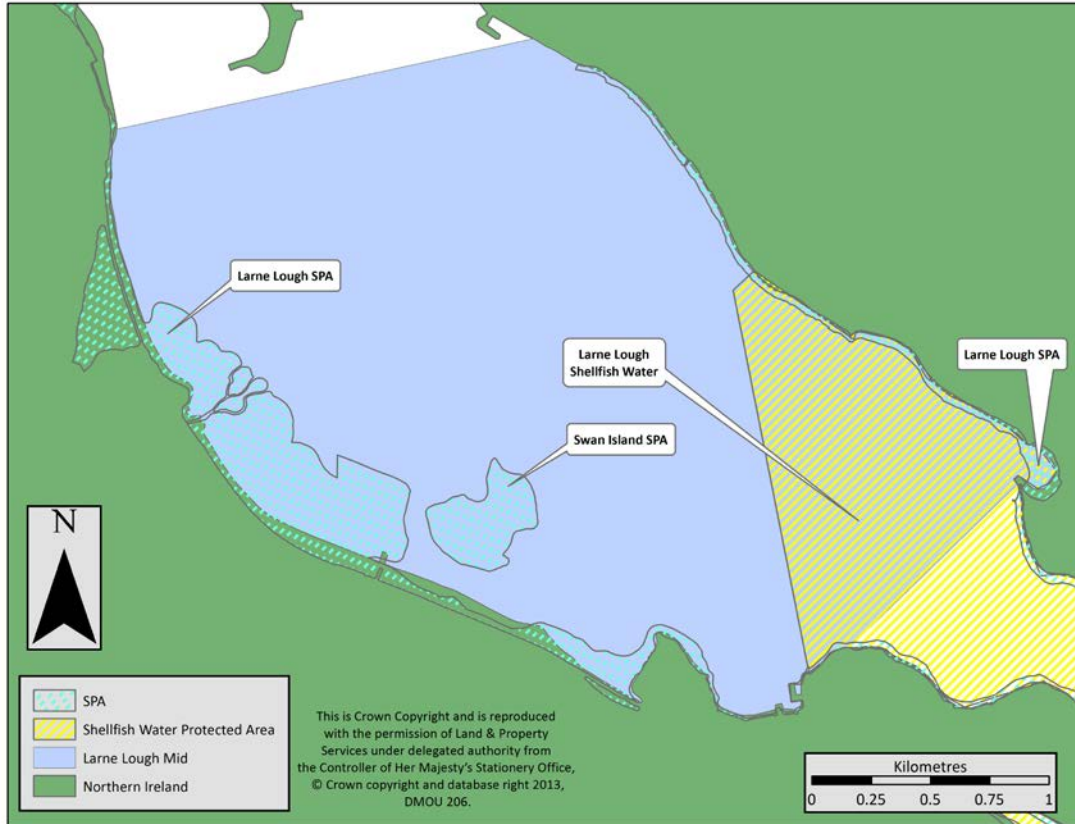 Larne Lough SPA
Larne Lough
Shellfish Water
Larne Lough SPA
Swan Island SPA
N
SPA
Shellfish Water Protected Area
Larne Lough Mid
Northern Ireland
This is Crown Copyright and is reproduced
with the permission of Land & Property
Services under delegated authority from
the Controller of Her Majesty's Stationery Office,
© Crown copyright and database right 2013,
DMOU 206.
Kilometres
0 0.25 0.5 0.75 1